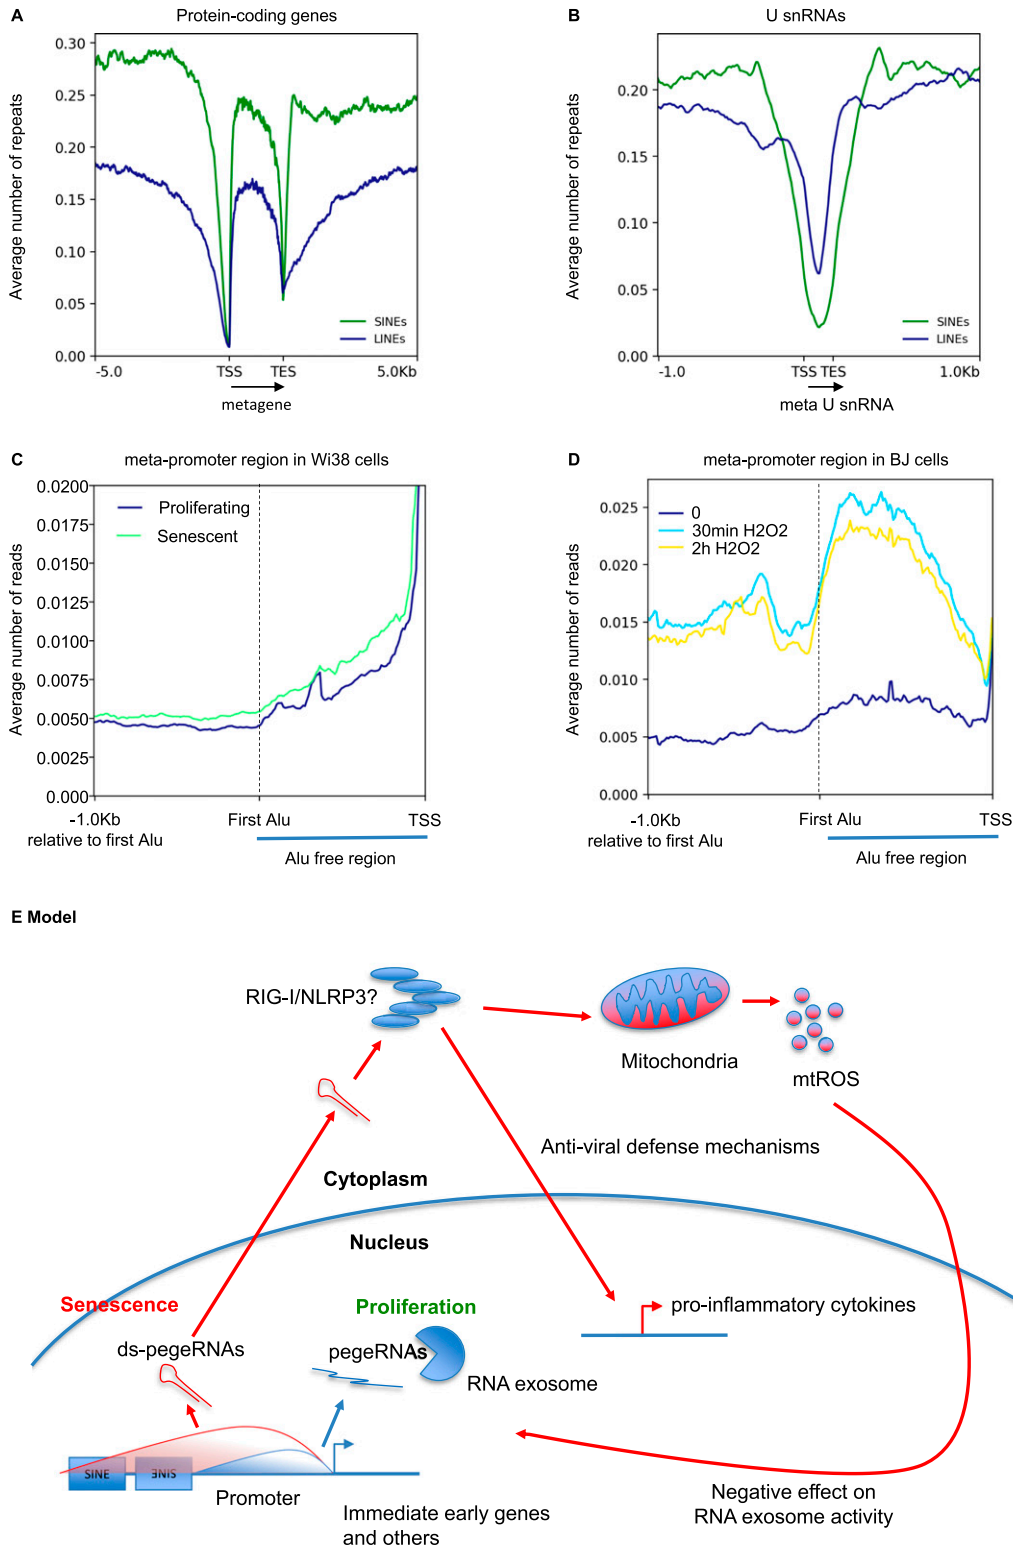 A
Protein-coding genes
Average number of repeats
0.30
0.25
0.20
0.15
0.10
0.05
0.00
SINEs
LINEs
-5.0
TSS
TES
5.0Kb
metagene
B
U snRNAs
Average number of repeats
0.20
0.15
0.10
0.05
0.00
SINEs
LINEs
-1.0
TSS
TES
1.0Kb
meta U snRNA
C
meta-promoter region in Wi38 cells
Average number of reads
0.0200
0.0175
0.0150
0.0125
0.0100
0.0075
0.0050
0.0025
0.000
Proliferating
Senescent
-1.0Kb
relative to first Alu
First Alu
TSS
Alu free region
D
meta-promoter region in BJ cells
Average number of reads
0.025
0.020
0.015
0.010
0.005
0.000
0
30min H2O2
2h H2O2
-1.0Kb
relative to first Alu
First Alu
TSS
Alu free region
E Model
RIG-I/NLRP3?
Mitochondria
mtROS
Anti-viral defense mechanisms
Cytoplasm
Nucleus
Senescence
Proliferation
pro-inflammatory cytokines
ds-pegeRNAs
pegeRNAs
RNA exosome
SINE
SINE
Promoter
Immediate early genes
and others
Negative effect on
RNA exosome activity